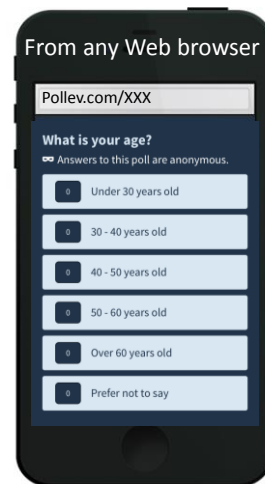 From any Web browser
Pollev.com/XXX
What is your age?
Answers to this poll are anonymous.
0 Under 30 years old
0 30 - 40 years old
0 40 - 50 years old
0 50 - 60 years old
0 Over 60 years old
0 Prefer not to say